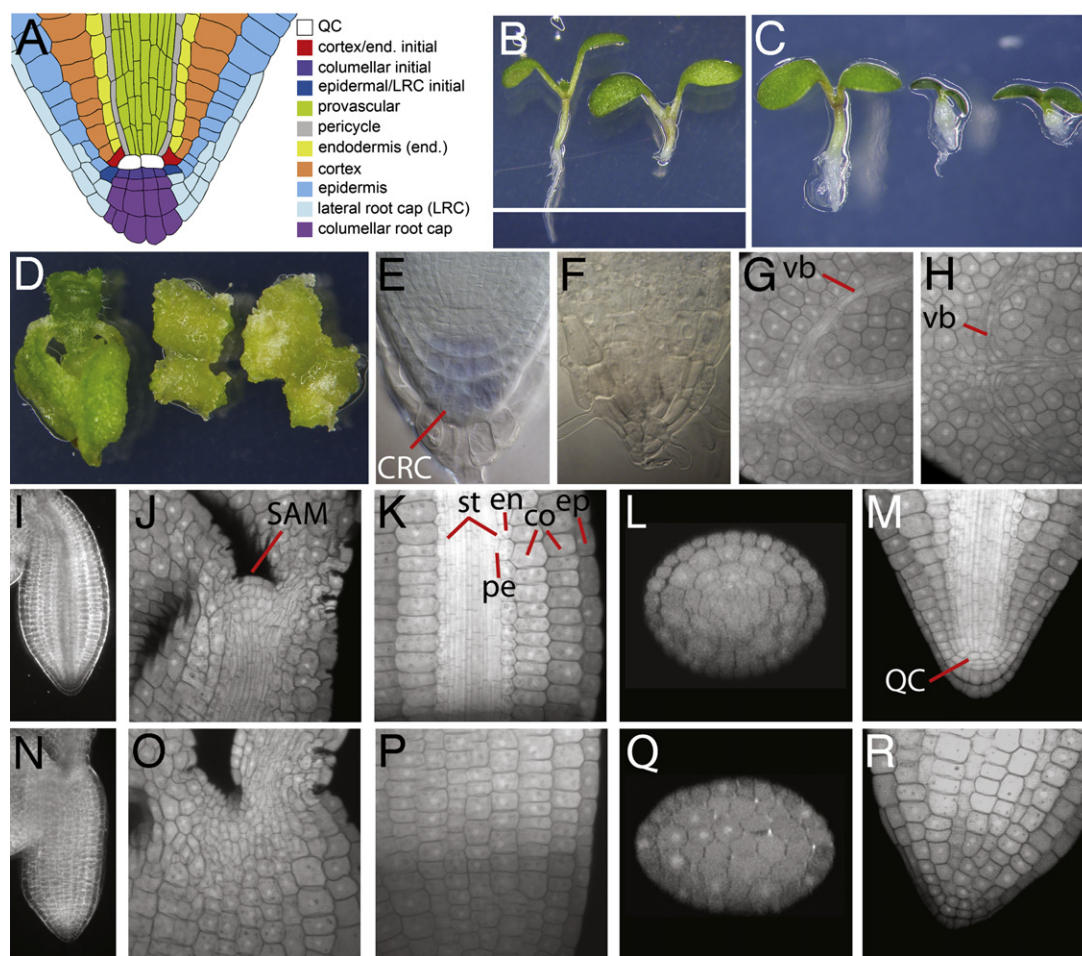 A
QC
cortex/end. initial
columellar initial
epidermal/LRC initial
provascular
pericycle
endodermis (end.)
cortex
epidermis
lateral root cap (LRC)
columellar root cap
B
C
D
E
CRC
F
G
vb
H
vb
I
J
SAM
K
st
en
co
ep
pe
L
M
QC
N
O
P
Q
R